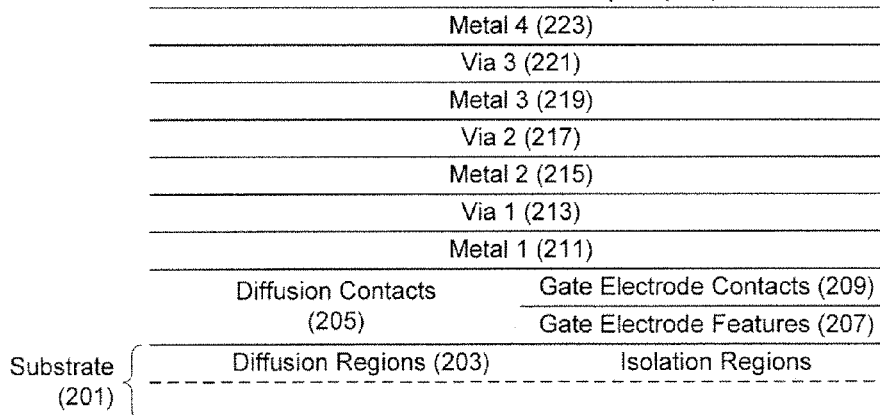 Metal 4 (223)
Via 3 (221)
Metal 3 (219)
Via 2 (217)
Metal 2 (215)
Via 1 (213)
Metal 1 (211)
Diffusion Contacts
(205)
Gate Electrode Contacts (209)
Gate Electrode Features (207)
Substrate
(201)
Diffusion Regions (203)
Isolation Regions